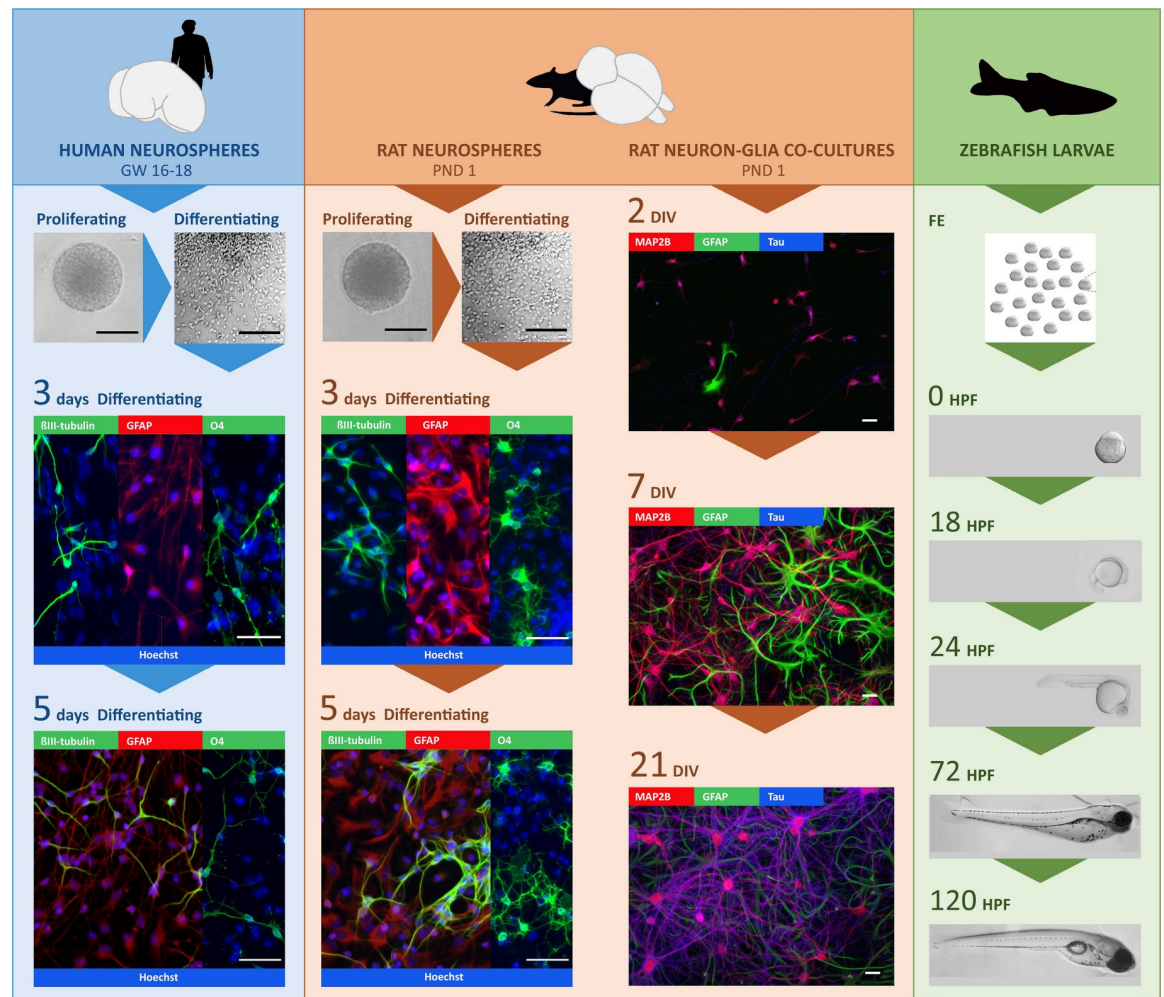 HUMAN NEUROSPHERES
GW 16-18
RAT NEUROSPHERES
PND 1
RAT NEURON-GLIA CO-CULTURES
PND 1
ZEBRAFISH LARVAE
Proliferating
Differentiating
3 days Differentiating
ßIII-tubulin GFAP O4
Hoechst
5 days Differentiating
ßIII-tubulin GFAP O4
Hoechst
Proliferating
Differentiating
3 days Differentiating
ßIII-tubulin GFAP O4
Hoechst
5 days Differentiating
ßIII-tubulin GFAP O4
Hoechst
2 DIV
MAP2B GFAP Tau
7 DIV
MAP2B GFAP Tau
21 DIV
MAP2B GFAP Tau
FE
0 HPF
18 HPF
24 HPF
72 HPF
120 HPF